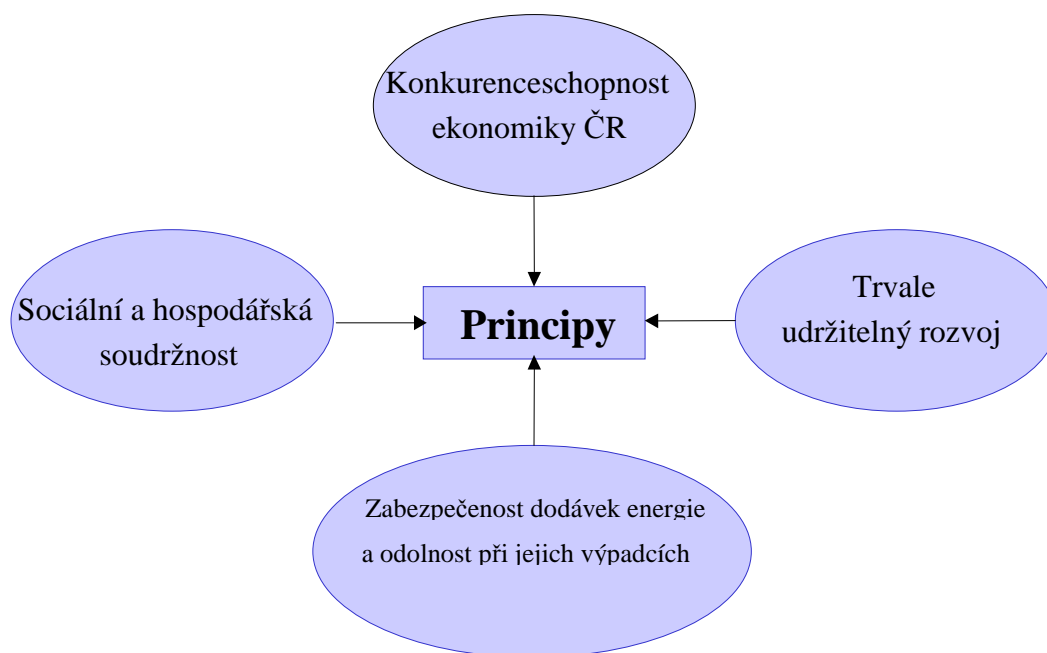 Konkurenceschopnost
ekonomiky ČR
Sociální a hospodářská
soudržnost
Principy
Trvale
udržitelný rozvoj
Zabezpečenost dodávek energie
a odolnost při jejich výpadcích